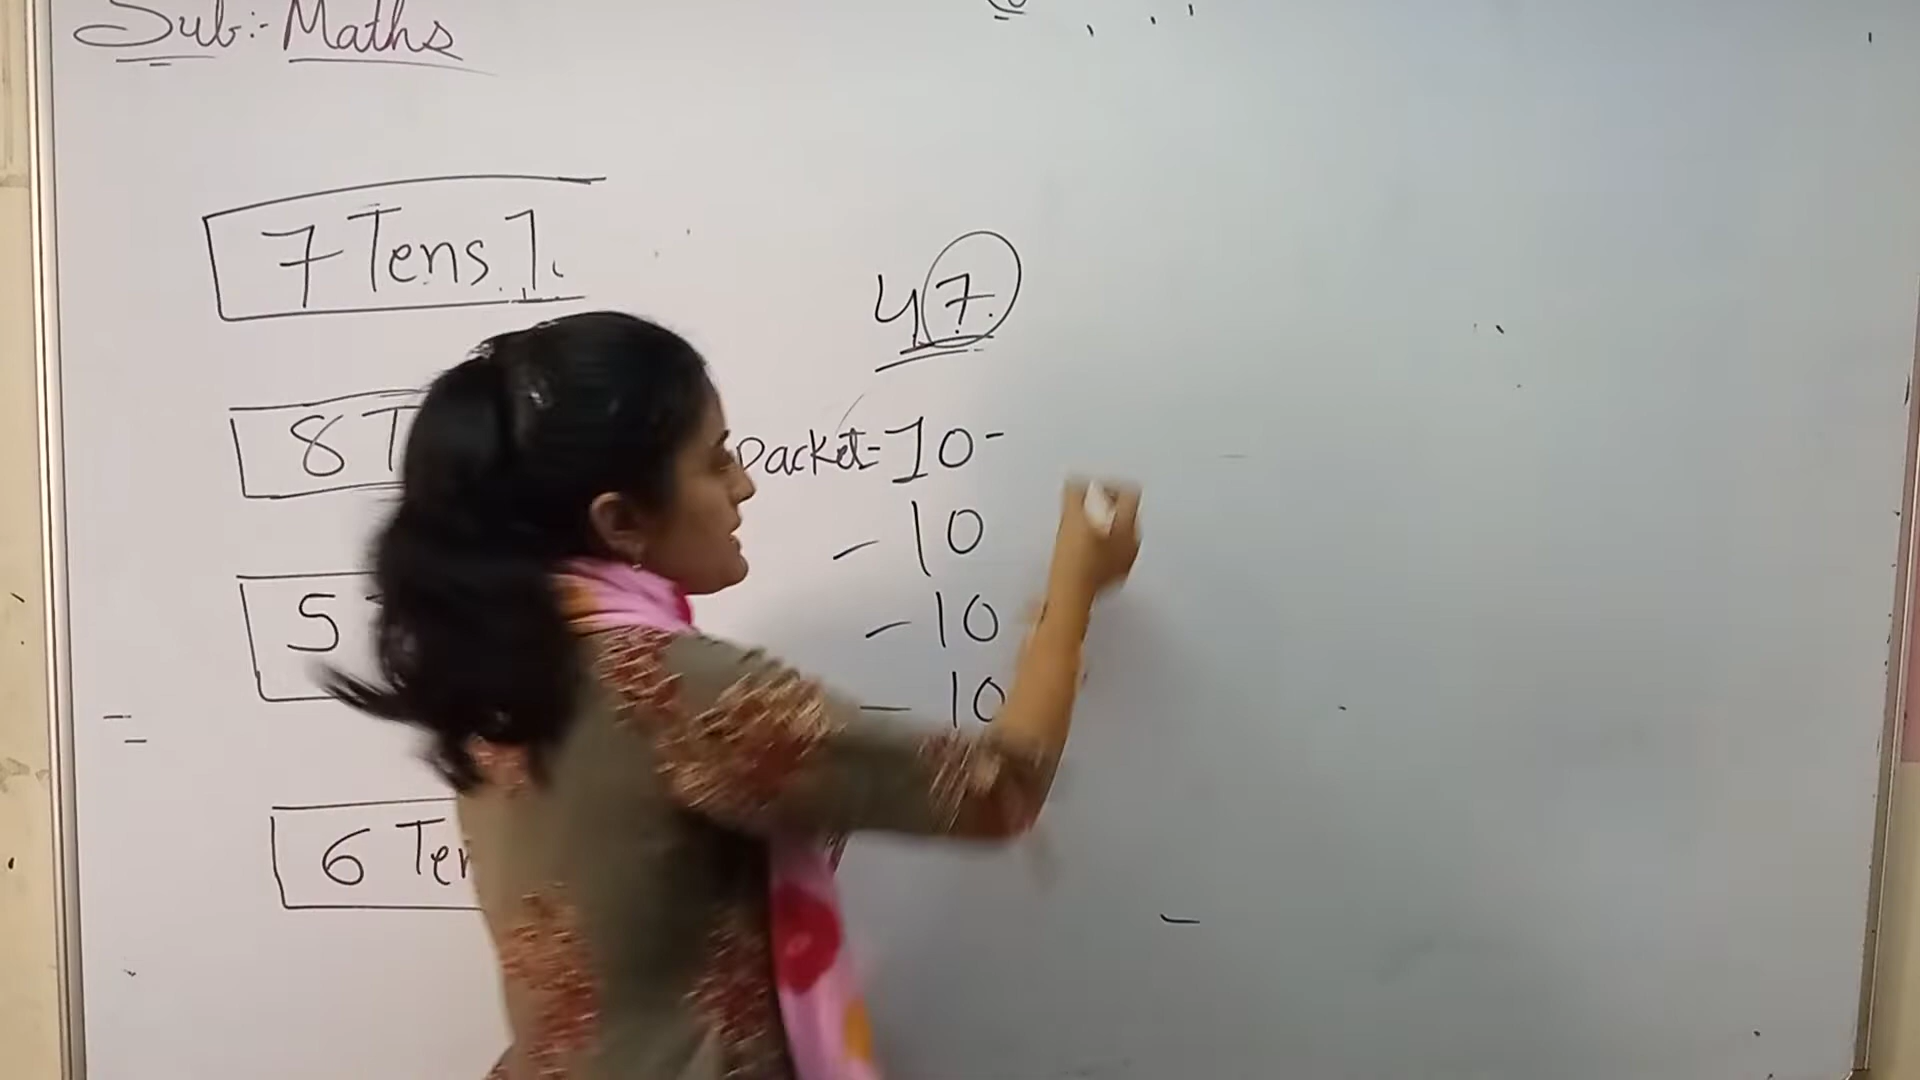 Sub:- Maths
7 Tens 1.
47
8 T
packet- 10-
- 10
5
- 10
- 10
6 Ten